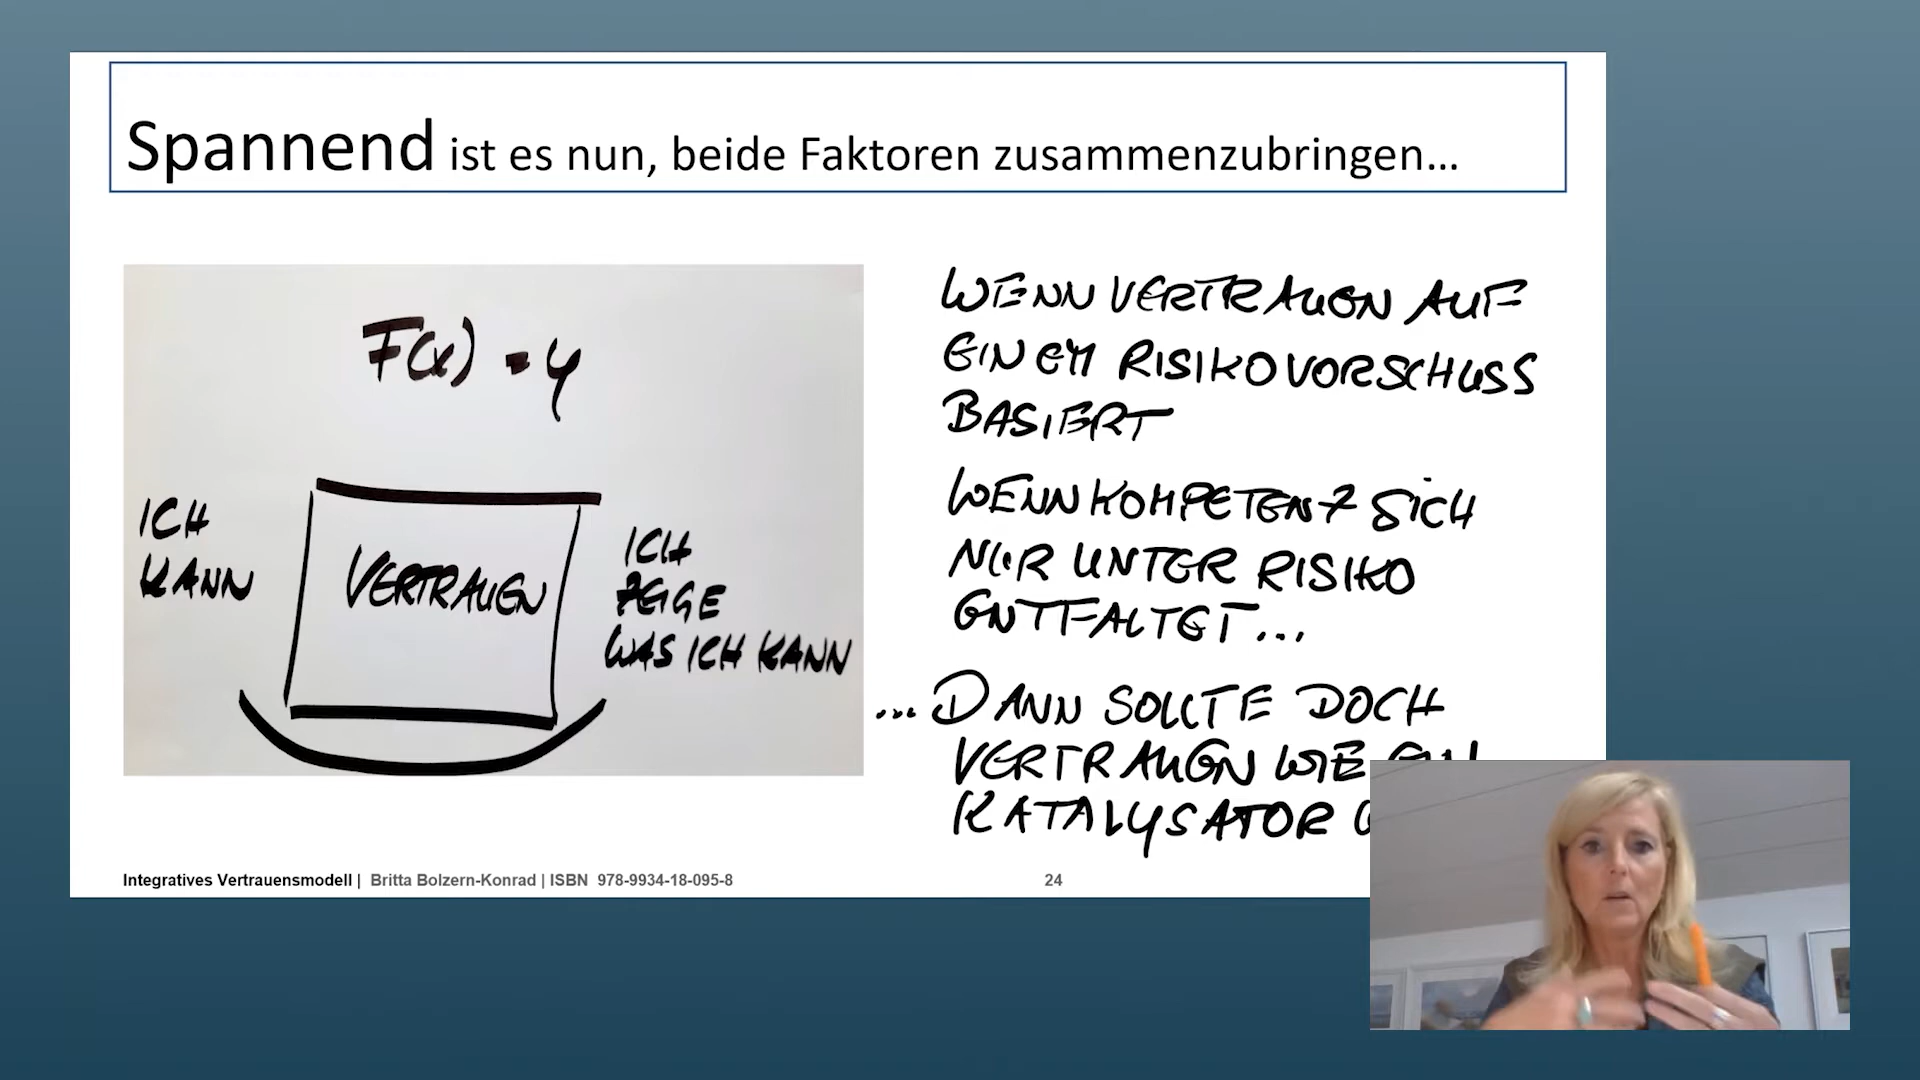 Spannend ist es nun, beide Faktoren zusammenzubringen...
F(x) = y
ICH
KANN
VERTRAUEN
ICH
ZEIGE
WAS ICH KANN
WENN VERTRAUEN AUF
EINEM RISIKOVORSCHUSS
BASIERT
WENN KOMPETENZ SICH
NUR UNTER RISIKO
ENTFALTET...
...DANN SOLLTE DOCH
VERTRAUEN WIE EIN
KATALYSATOR
Integratives Vertrauensmodell | Britta Bolzern-Konrad | ISBN 978-9934-18-095-8
24